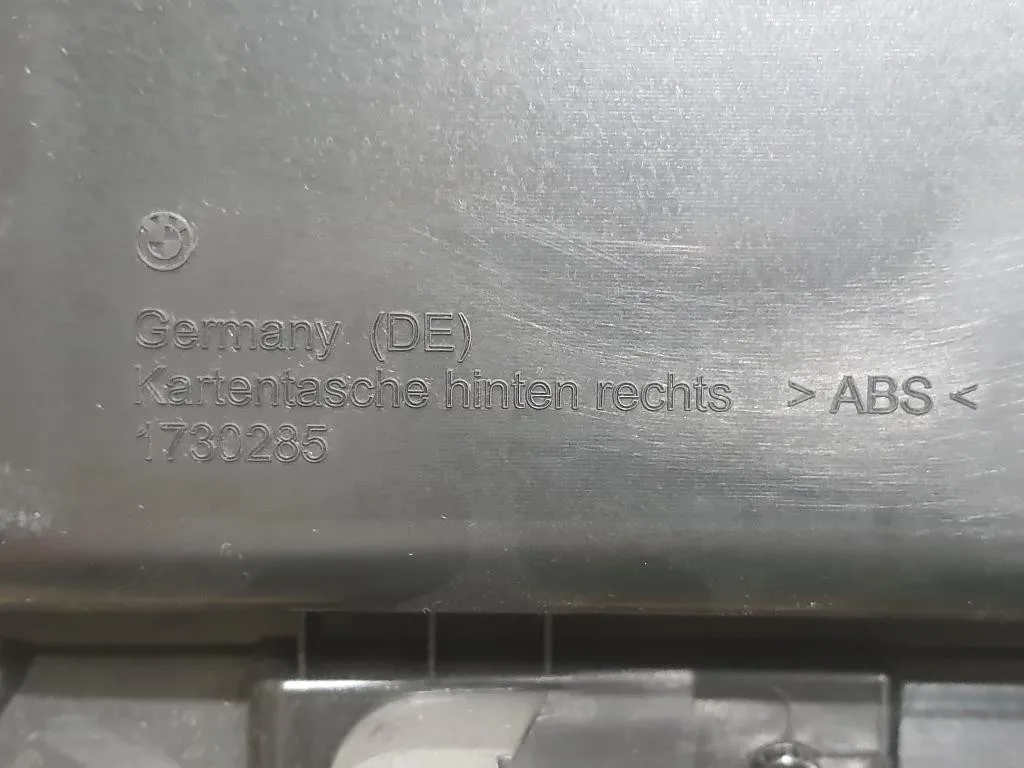 Germany (DE)
Kartentasche hinten rechts > ABS <
1730285